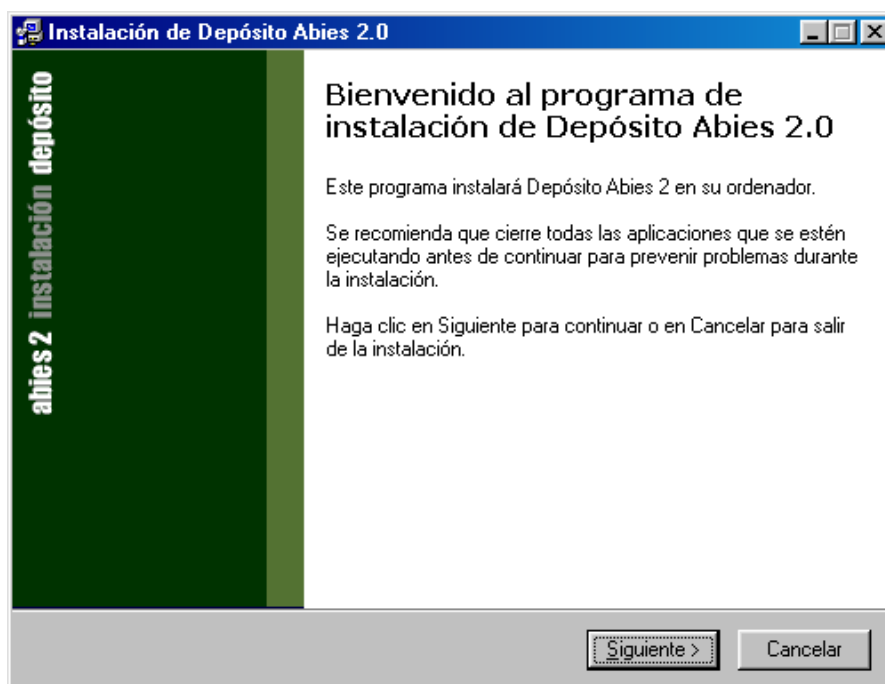 Instalación de Depósito Abies 2.0
abies 2 instalación depósito
Bienvenido al programa de
instalación de Depósito Abies 2.0
Este programa instalará Depósito Abies 2 en su ordenador.
Se recomienda que cierre todas las aplicaciones que se estén
ejecutando antes de continuar para prevenir problemas durante
la instalación.
Haga clic en Siguiente para continuar o en Cancelar para salir
de la instalación.
Siguiente >
Cancelar